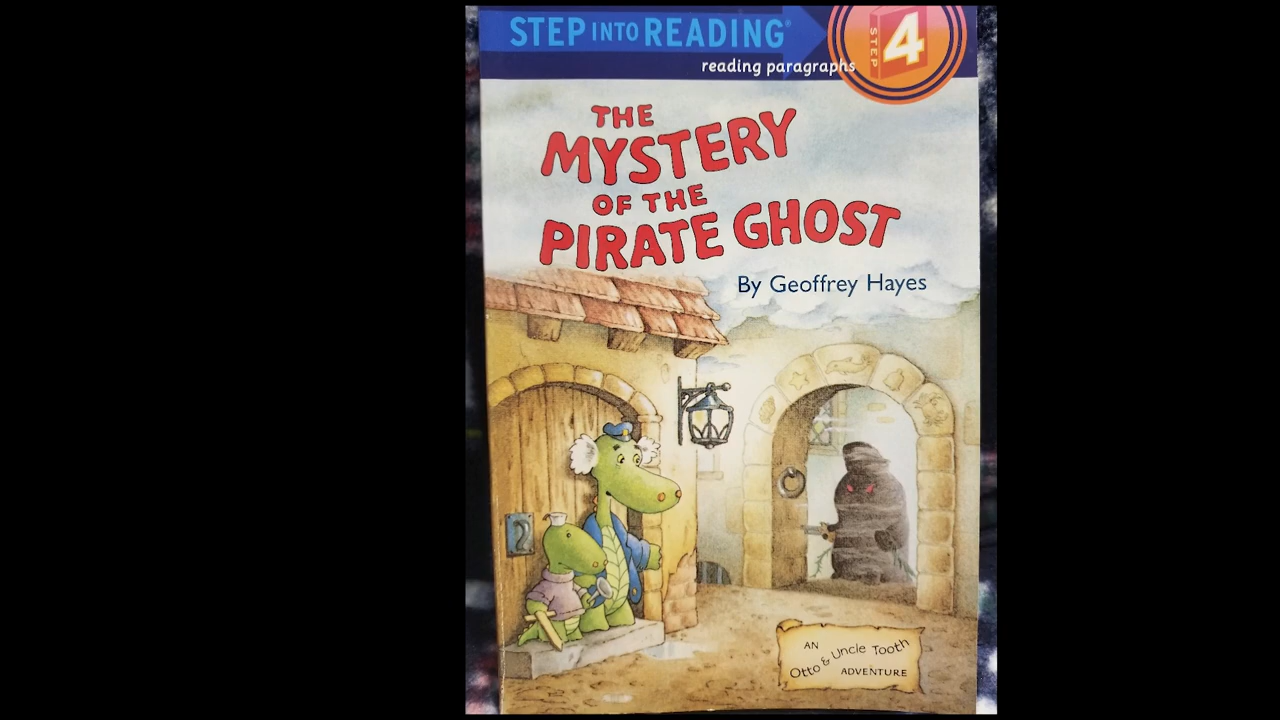 STEP INTO READING®
reading paragraphs
STEP 4
THE
MYSTERY
OF THE
PIRATE GHOST
By Geoffrey Hayes
AN
Otto & Uncle Tooth
ADVENTURE